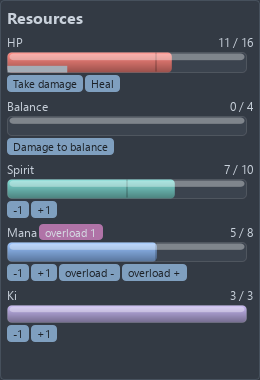 Resources
HP 11 / 16
Take damage Heal
Balance 0 / 4
Damage to balance
Spirit 7 / 10
-1 +1
Mana overload 1 5 / 8
-1 +1 overload - overload +
Ki 3 / 3
-1 +1